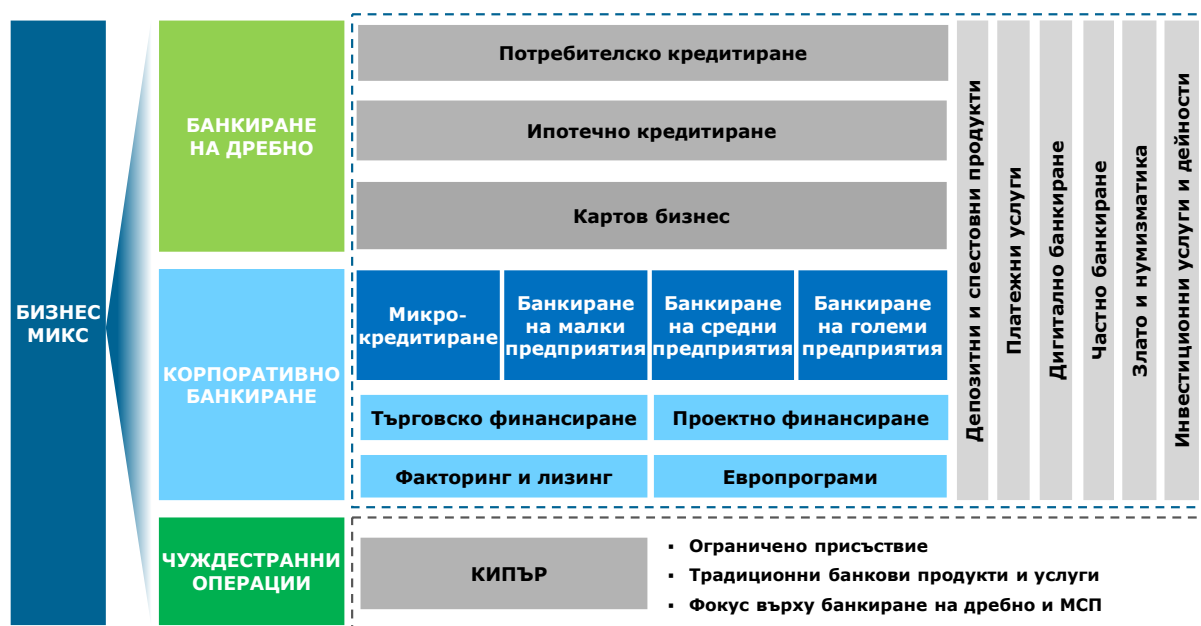 БИЗНЕС
МИКС
БАНКИРАНЕ
НА ДРЕБНО
Потребителско кредитиране
Ипотечно кредитиране
Картов бизнес
КОРПОРАТИВНО
БАНКИРАНЕ
Микро-
кредитиране
Банкиране
на малки
предприятия
Банкиране
на средни
предприятия
Банкиране
на големи
предприятия
Търговско финансиране
Проектно финансиране
Факторинг и лизинг
Европрограми
Депозитни и спестовни продукти
Платежни услуги
Дигитално банкиране
Частно банкиране
Злато и нумизматика
Инвестиционни услуги и дейности
ЧУЖДЕСТРАННИ
ОПЕРАЦИИ
КИПЪР
▪ Ограничено присъствие
▪ Традиционни банкови продукти и услуги
▪ Фокус върху банкиране на дребно и МСП